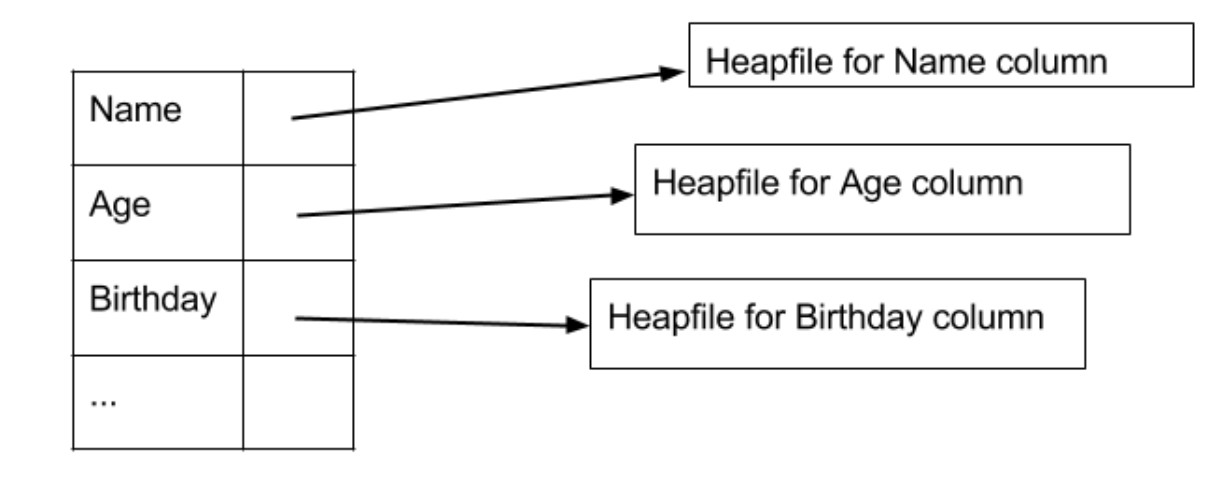 Name
Heapfile for Name column
Age
Heapfile for Age column
Birthday
Heapfile for Birthday column
...